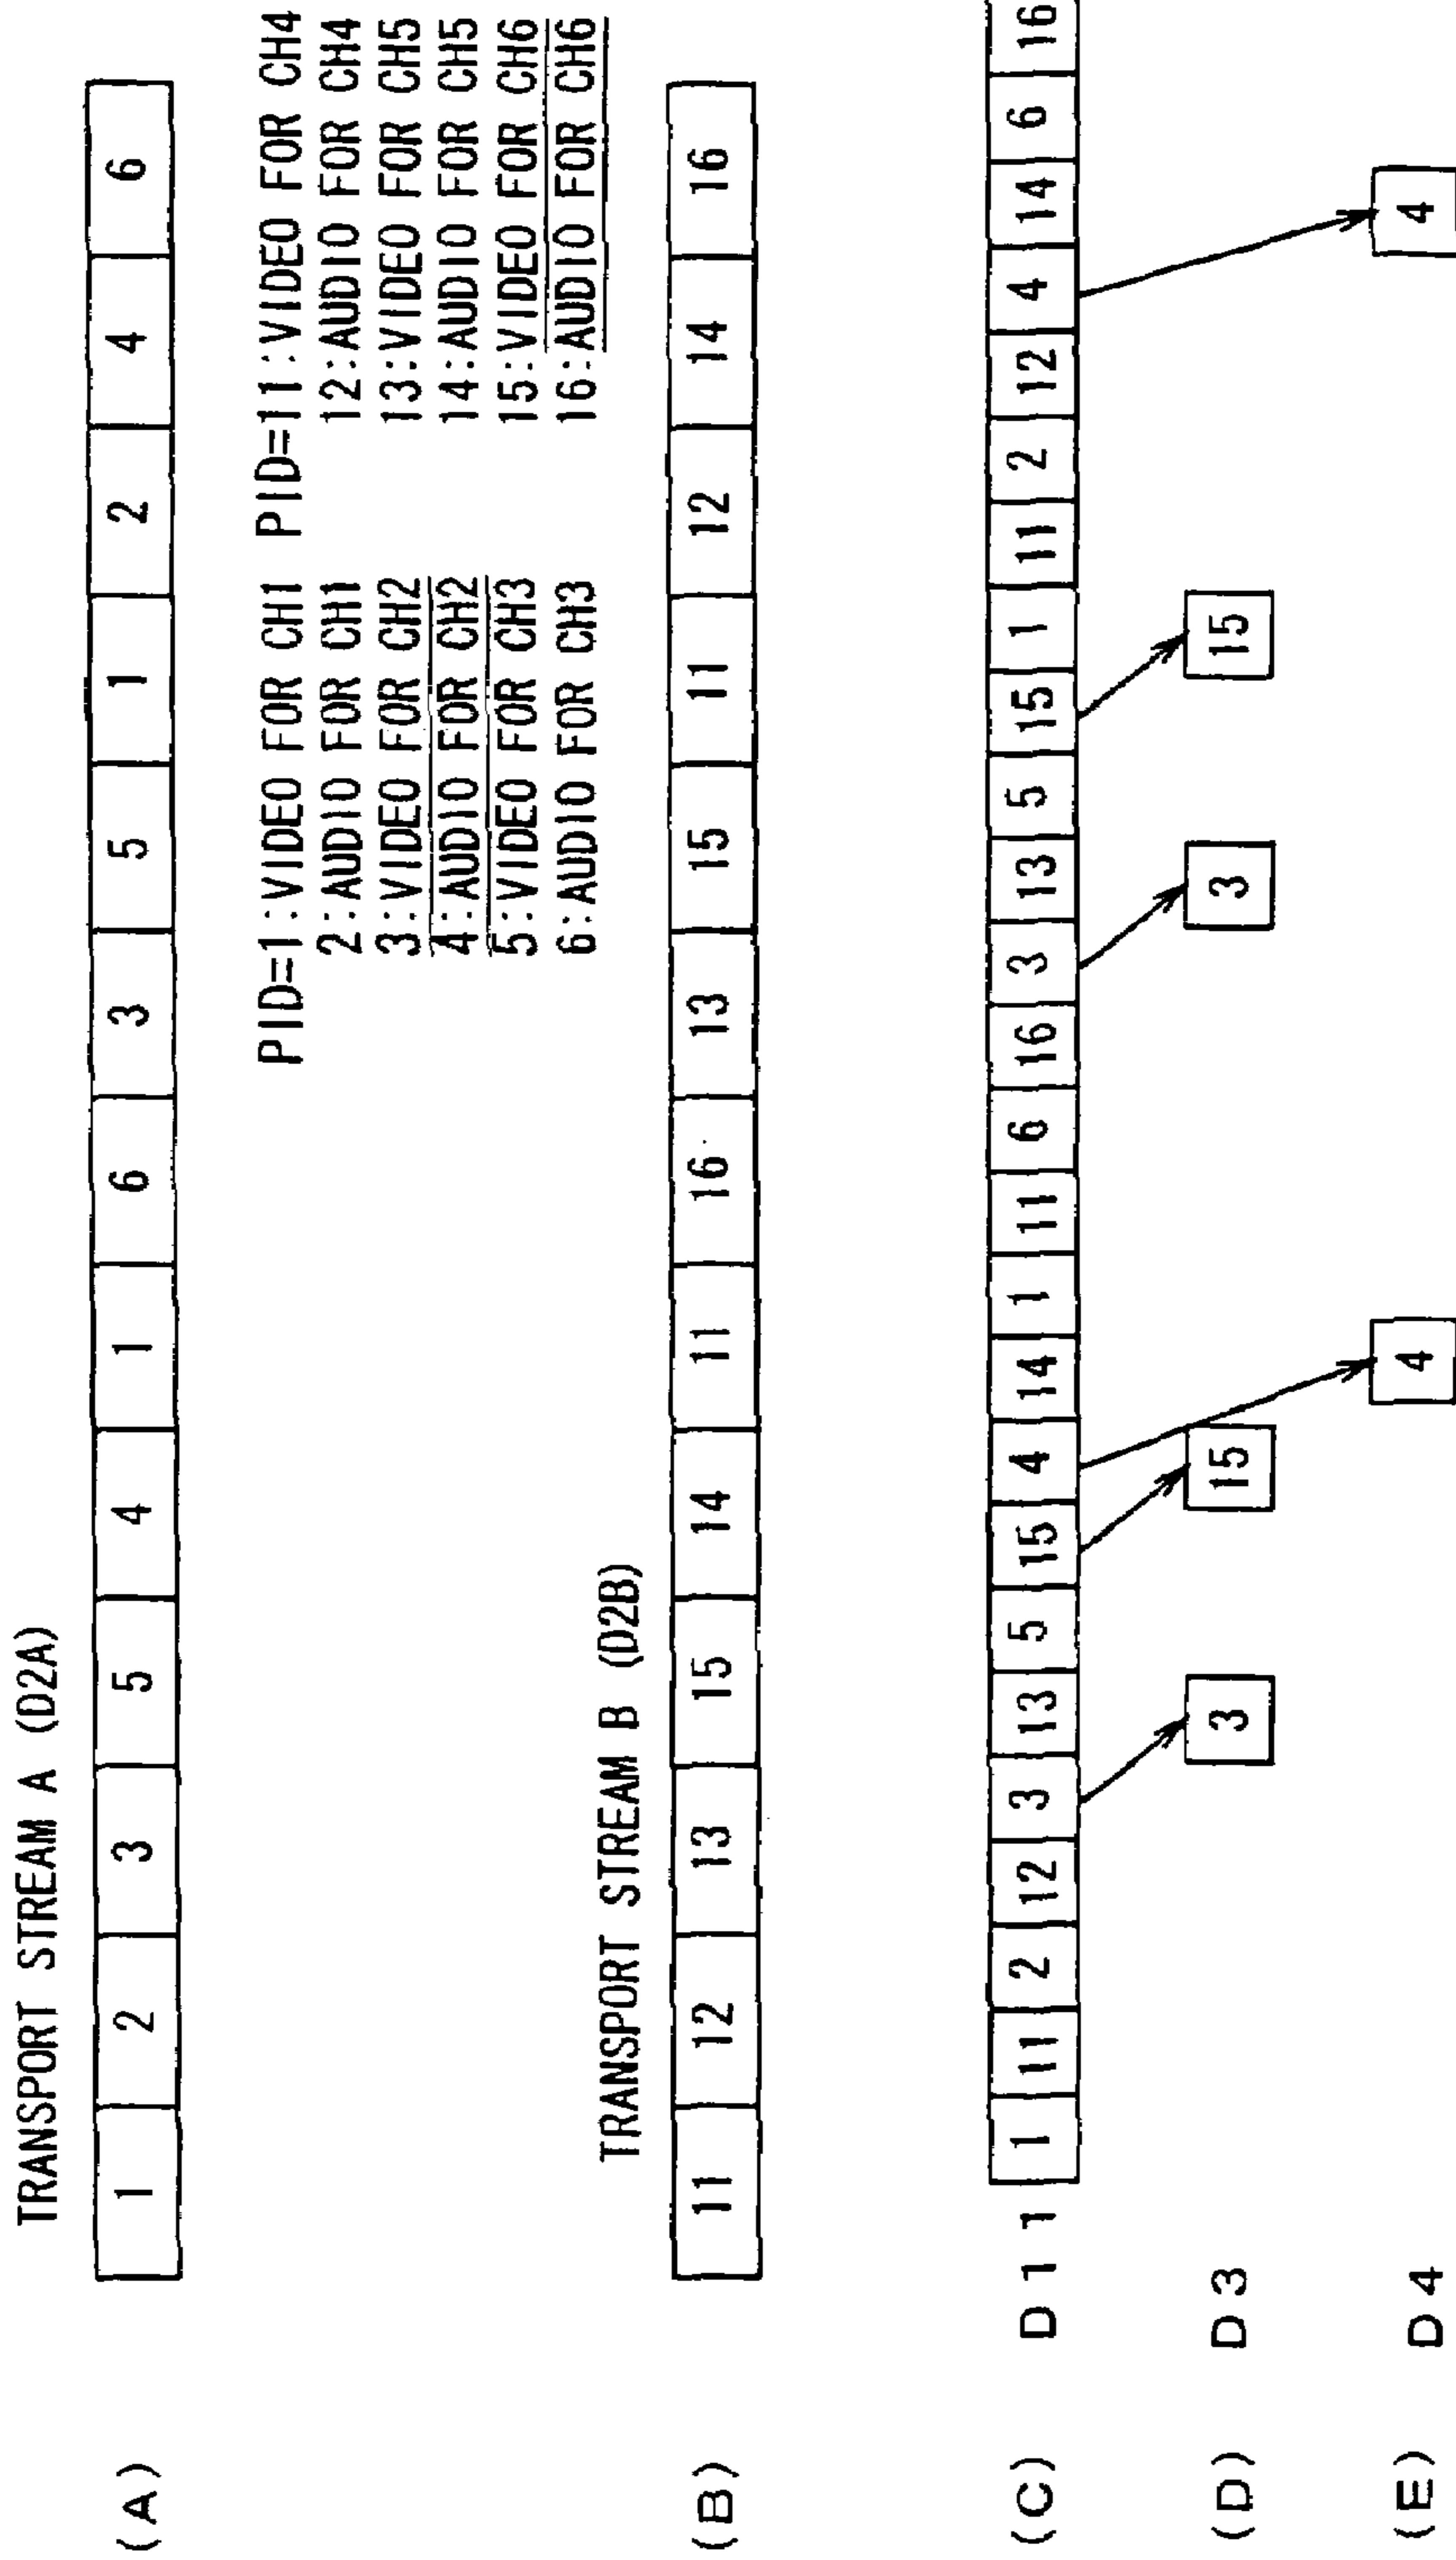 TRANSPORT STREAM A (D2A)
(A) 1 2 3 5 4 1 6 3 5 1 2 4 6
PID=1:VIDEO FOR CH1 PID=11:VIDEO FOR CH4
2:AUDIO FOR CH1 12:AUDIO FOR CH4
3:VIDEO FOR CH2 13:VIDEO FOR CH5
4:AUDIO FOR CH2 14:AUDIO FOR CH5
5:VIDEO FOR CH3 15:VIDEO FOR CH6
6:AUDIO FOR CH3 16:AUDIO FOR CH6
TRANSPORT STREAM B (D2B)
(B) 11 12 13 15 14 11 16 13 15 11 12 14 16
(C) D11 1 11 2 12 3 13 5 15 4 14 1 11 6 16 3 13 5 15 1 11 2 12 4 14 6 16
(D) D3 3 15 3 15
(E) D4 4 4